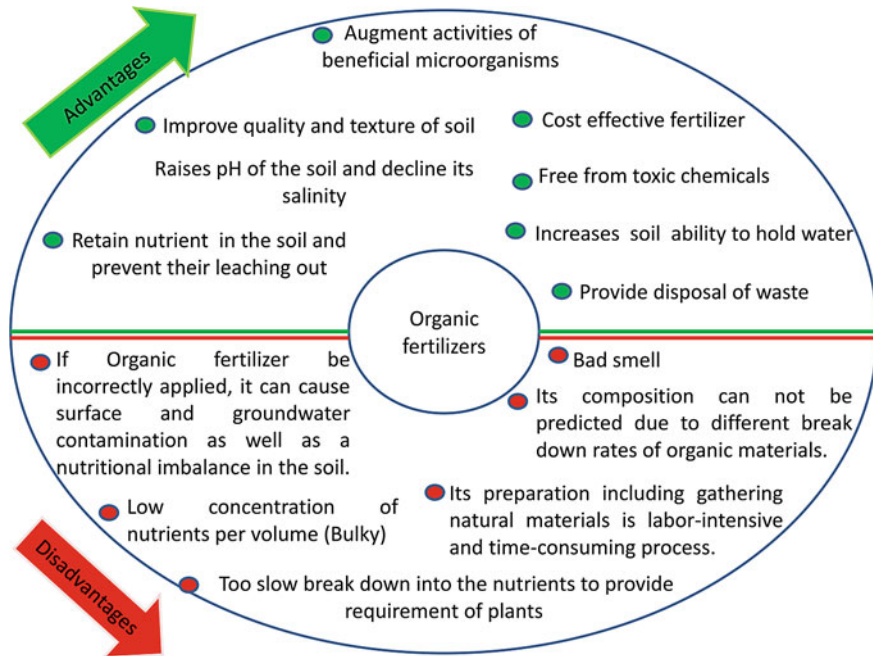 Advantages
Augment activities of
beneficial microorganisms
Improve quality and texture of soil
Raises pH of the soil and decline its
salinity
Retain nutrient in the soil and
prevent their leaching out
Cost effective fertilizer
Free from toxic chemicals
Increases soil ability to hold water
Provide disposal of waste
Organic
fertilizers
If Organic fertilizer be
incorrectly applied, it can cause
surface and groundwater
contamination as well as a
nutritional imbalance in the soil.
Low concentration of
nutrients per volume (Bulky)
Bad smell
Its composition can not be
predicted due to different break
down rates of organic materials.
Its preparation including gathering
natural materials is labor-intensive
and time-consuming process.
Too slow break down into the nutrients to provide
requirement of plants
Disadvantages